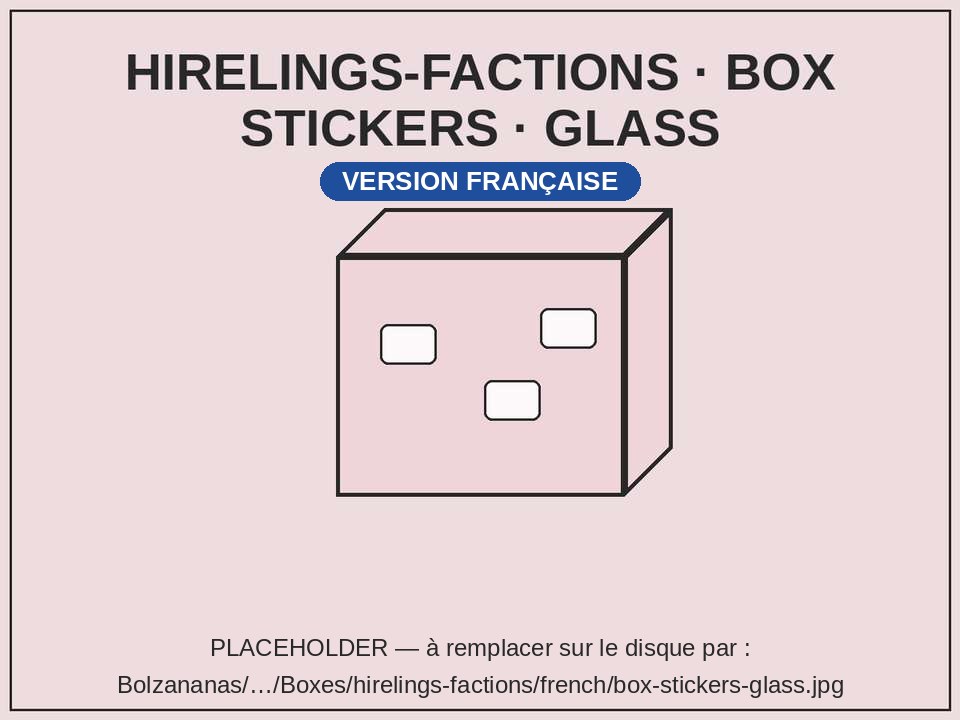 HIRELINGS-FACTIONS · BOX
STICKERS · GLASS
VERSION FRANÇAISE
PLACEHOLDER — à remplacer sur le disque par :
Bolzananas/…/Boxes/hirelings-factions/french/box-stickers-glass.jpg